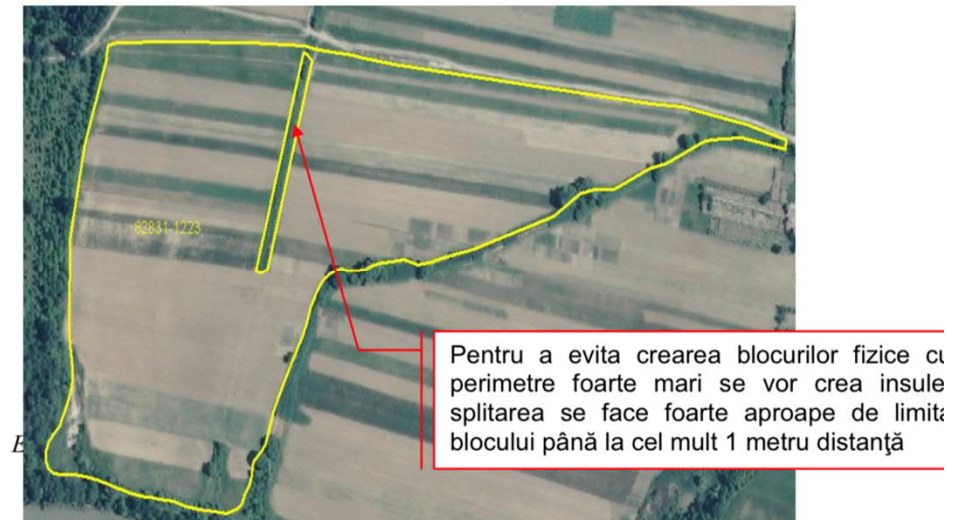 82831-1223
Pentru a evita crearea blocurilor fizice cu
perimetre foarte mari se vor crea insule
splitarea se face foarte aproape de limita
blocului până la cel mult 1 metru distanţă
E